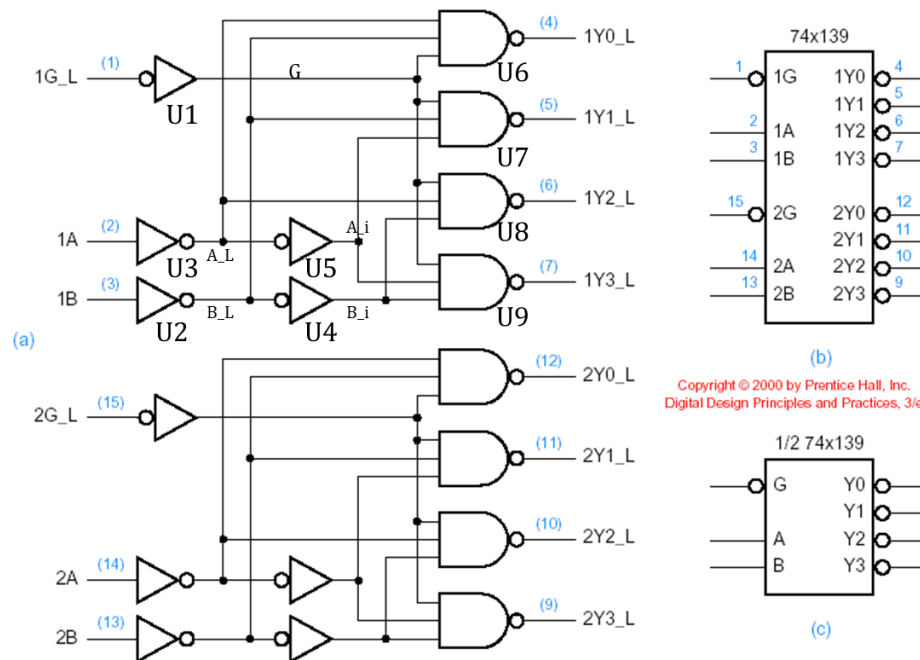 (4)
1Y0_L
(1)
1G_L
G
U1
U6
(5)
1Y1_L
U7
(6)
1Y2_L
U8
(2)
1A
U3
A_L
U5
A_i
(7)
1Y3_L
U9
(3)
1B
U2
B_L
U4
B_i
(a)
(12)
2Y0_L
(15)
2G_L
(11)
2Y1_L
(10)
2Y2_L
(14)
2A
(9)
2Y3_L
(13)
2B
74x139
1 1G 1Y0 4
1Y1 5
2 1A 1Y2 6
3 1B 1Y3 7
15 2G 2Y0 12
2Y1 11
14 2A 2Y2 10
13 2B 2Y3 9
(b)
Copyright © 2000 by Prentice Hall, Inc.
Digital Design Principles and Practices, 3/e
1/2 74x139
G Y0
Y1
A Y2
B Y3
(c)